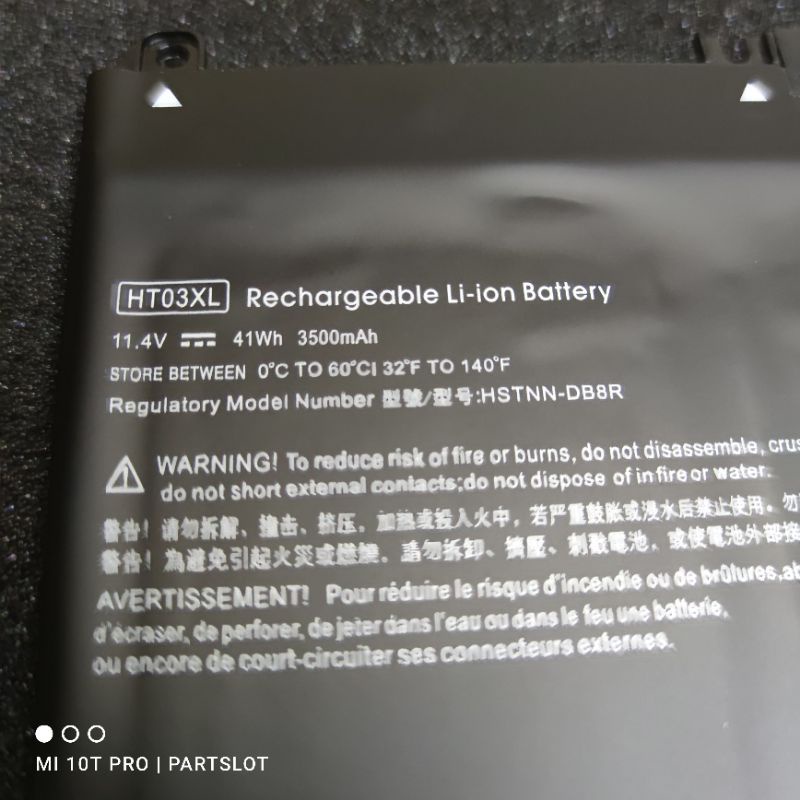 HT03XL Rechargeable Li-ion Battery
11.4V 41Wh 3500mAh
STORE BETWEEN 0°C TO 60°CI 32°F TO 140°F
Regulatory Model Number 型號/型号:HSTNN-DB8R
WARNING! To reduce risk of fire or burns, do not disassemble, crus
do not short external contacts;do not dispose of in fire or water.
警告! 请勿拆解、撞击、挤压、加热或投入火中，若严重鼓胀或浸水后禁止使用。勿
警告! 為避免引起火災或燃燒，請勿拆卸、擠壓、刺戳電池，或使電池外部接
AVERTISSEMENT! Pour réduire le risque d'incendie ou de brûlures,ab
d'écraser, de perforer, de jeter dans l'eau ou dans le feu une batterie,
ou encore de court-circuiter ses connecteurs externes.
MI 10T PRO | PARTSLOT